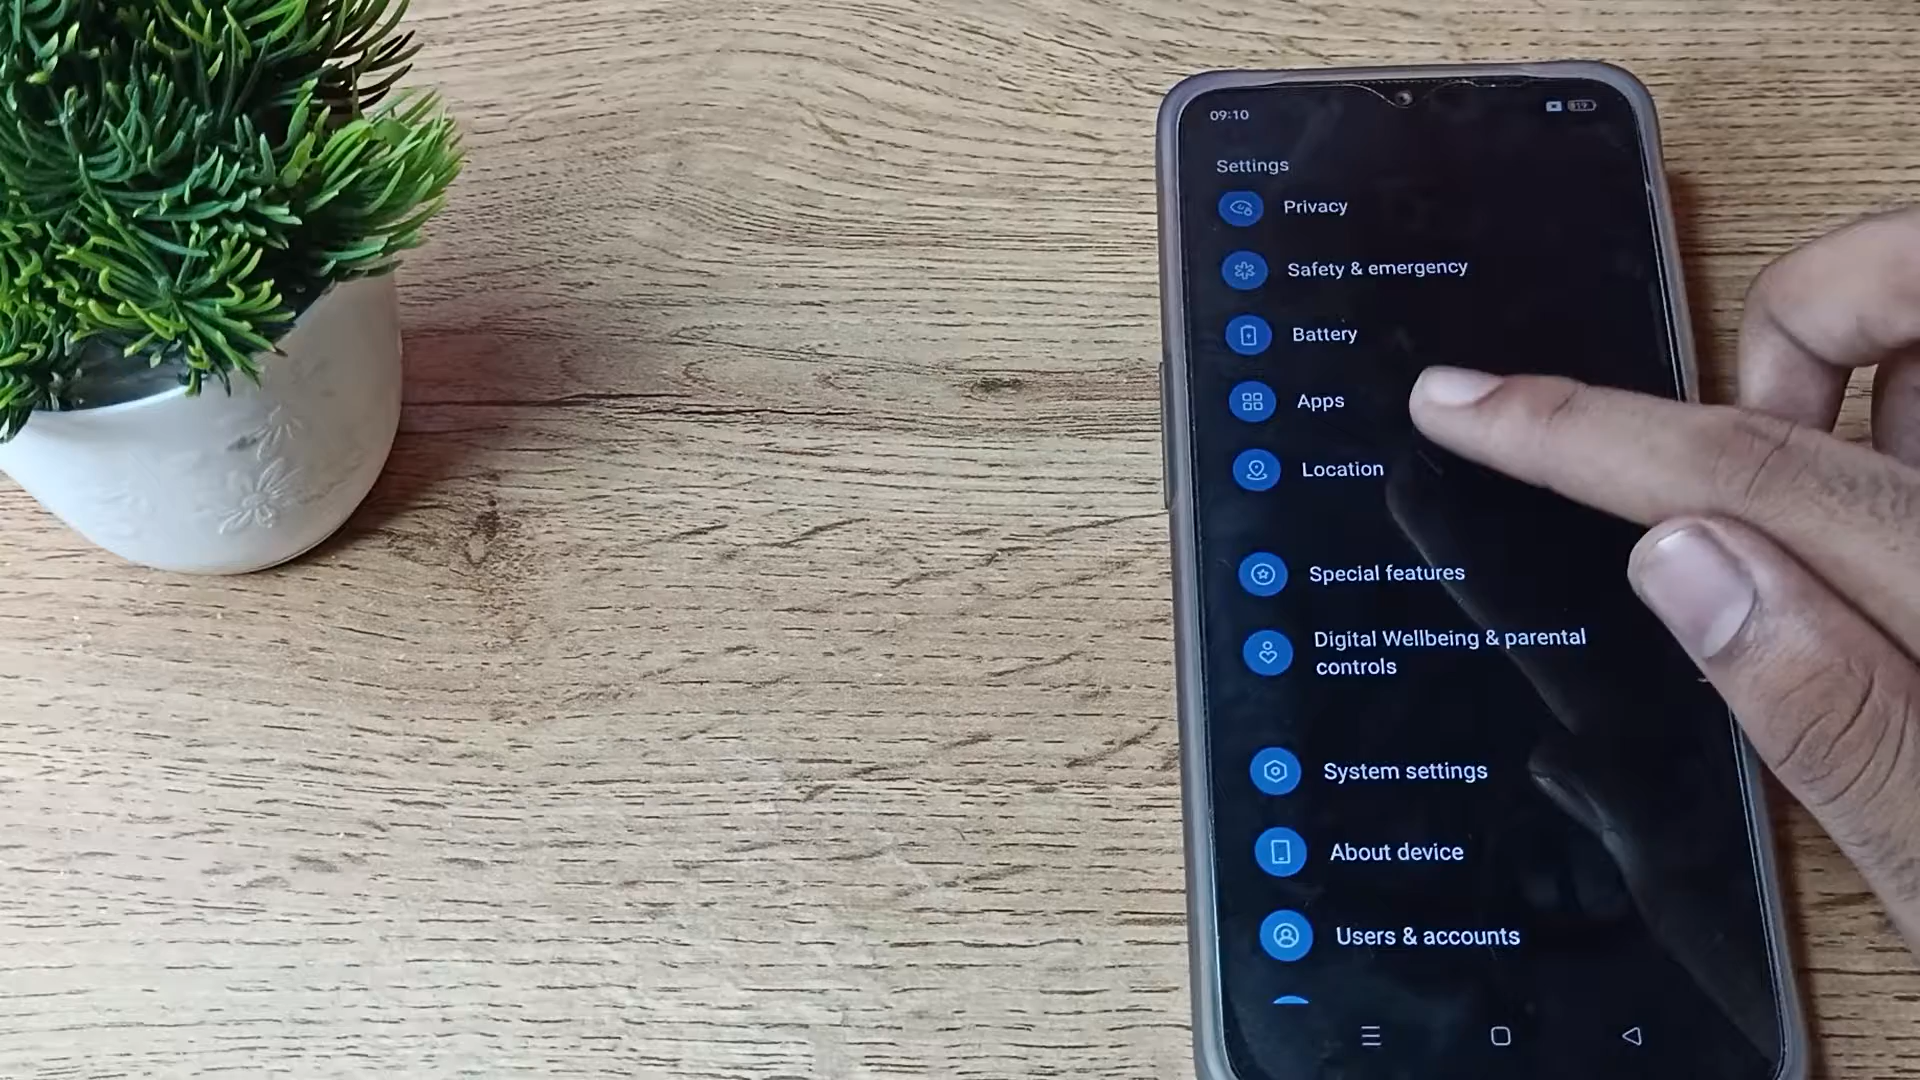 09:10
Settings
Privacy
Safety & emergency
Battery
Apps
Location
Special features
Digital Wellbeing & parental
controls
System settings
About device
Users & accounts